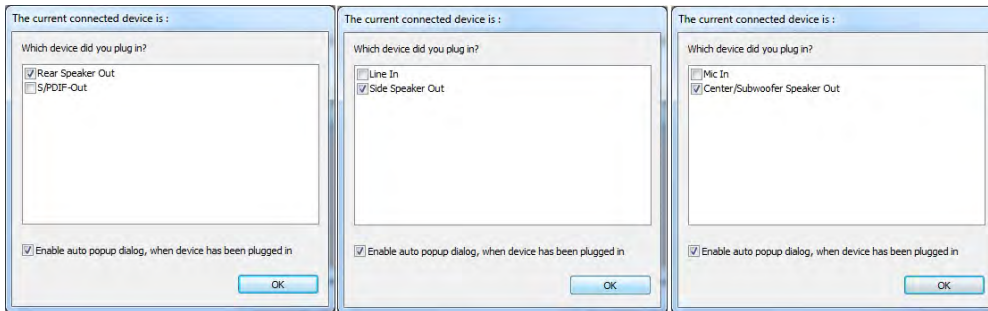 The current connected device is :
Which device did you plug in?
Rear Speaker Out
S/PDIF-Out
Enable auto popup dialog, when device has been plugged in
OK
The current connected device is :
Which device did you plug in?
Line In
Side Speaker Out
Enable auto popup dialog, when device has been plugged in
OK
The current connected device is :
Which device did you plug in?
Mic In
Center/Subwoofer Speaker Out
Enable auto popup dialog, when device has been plugged in
OK